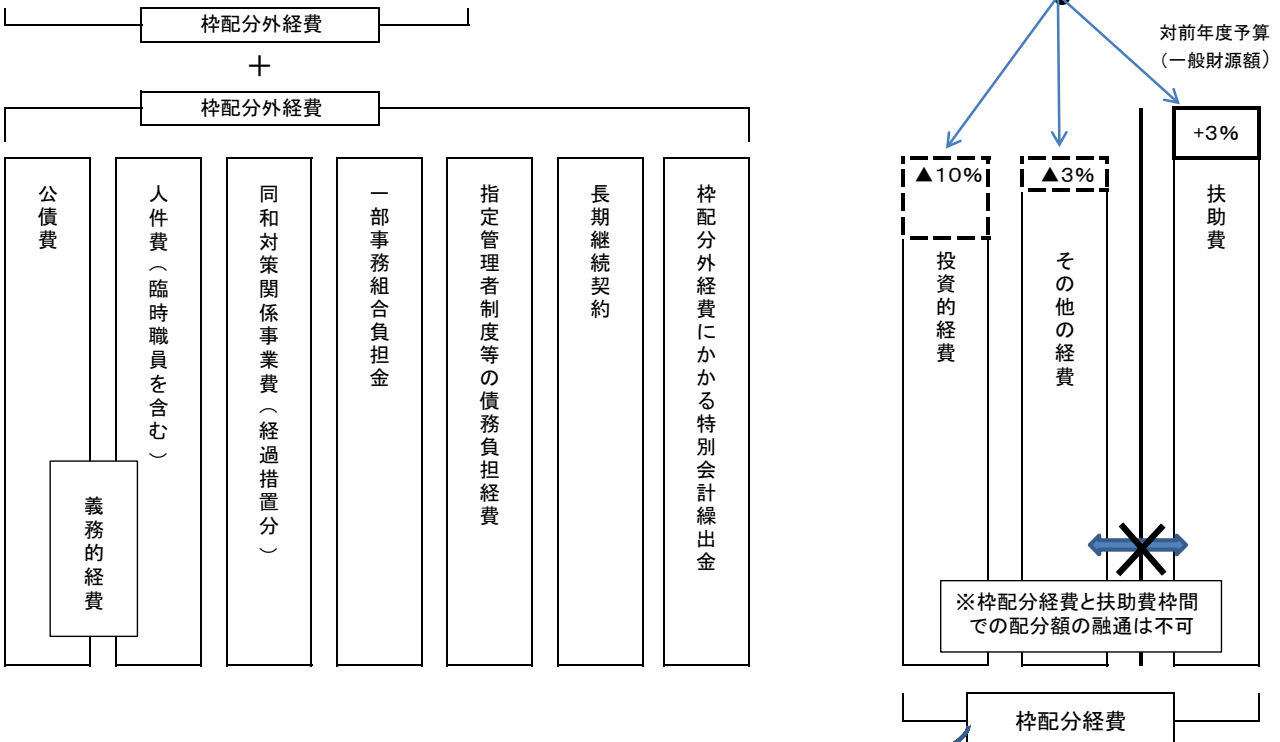 枠配分外経費
＋
枠配分外経費
公債費
人件費（臨時職員を含む）
義務的経費
同和対策関係事業費（経過措置分）
一部事務組合負担金
指定管理者制度等の債務負担経費
長期継続契約
枠配分外経費にかかる特別会計繰出金
対前年度予算
（一般財源額）
▲10%
投資的経費
▲3%
その他の経費
+3%
扶助費
※枠配分経費と扶助費枠間
での配分額の融通は不可
枠配分経費